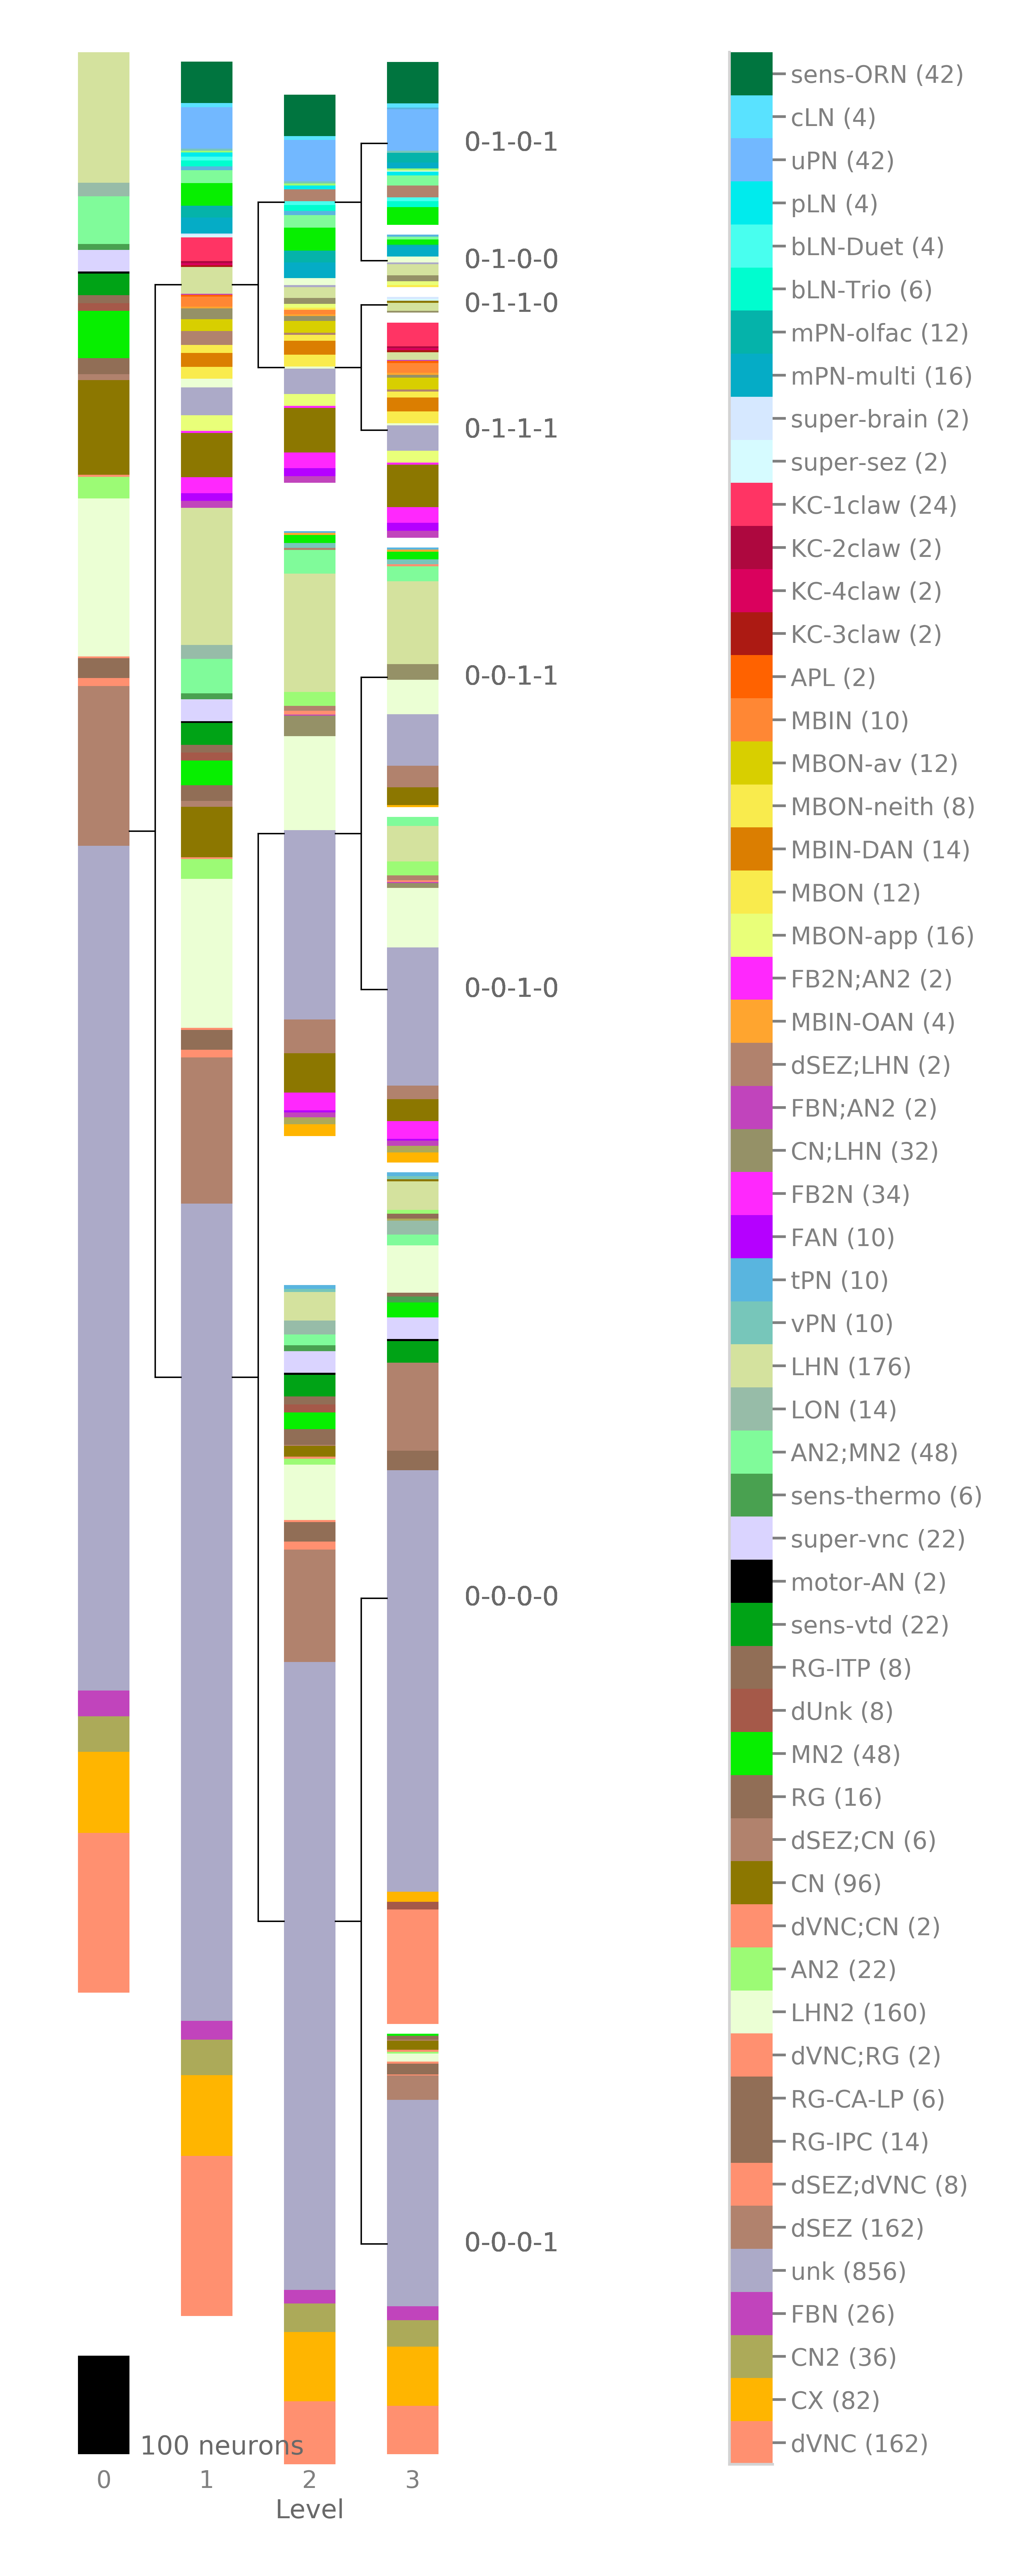 0-1-0-1
0-1-0-0
0-1-1-0
0-1-1-1
0-0-1-1
0-0-1-0
0-0-0-0
0-0-0-1
100 neurons
0 1 2 3
Level
sens-ORN (42)
cLN (4)
uPN (42)
pLN (4)
bLN-Duet (4)
bLN-Trio (6)
mPN-olfac (12)
mPN-multi (16)
super-brain (2)
super-sez (2)
KC-1claw (24)
KC-2claw (2)
KC-4claw (2)
KC-3claw (2)
APL (2)
MBIN (10)
MBON-av (12)
MBON-neith (8)
MBIN-DAN (14)
MBON (12)
MBON-app (16)
FB2N;AN2 (2)
MBIN-OAN (4)
dSEZ;LHN (2)
FBN;AN2 (2)
CN;LHN (32)
FB2N (34)
FAN (10)
tPN (10)
vPN (10)
LHN (176)
LON (14)
AN2;MN2 (48)
sens-thermo (6)
super-vnc (22)
motor-AN (2)
sens-vtd (22)
RG-ITP (8)
dUnk (8)
MN2 (48)
RG (16)
dSEZ;CN (6)
CN (96)
dVNC;CN (2)
AN2 (22)
LHN2 (160)
dVNC;RG (2)
RG-CA-LP (6)
RG-IPC (14)
dSEZ;dVNC (8)
dSEZ (162)
unk (856)
FBN (26)
CN2 (36)
CX (82)
dVNC (162)